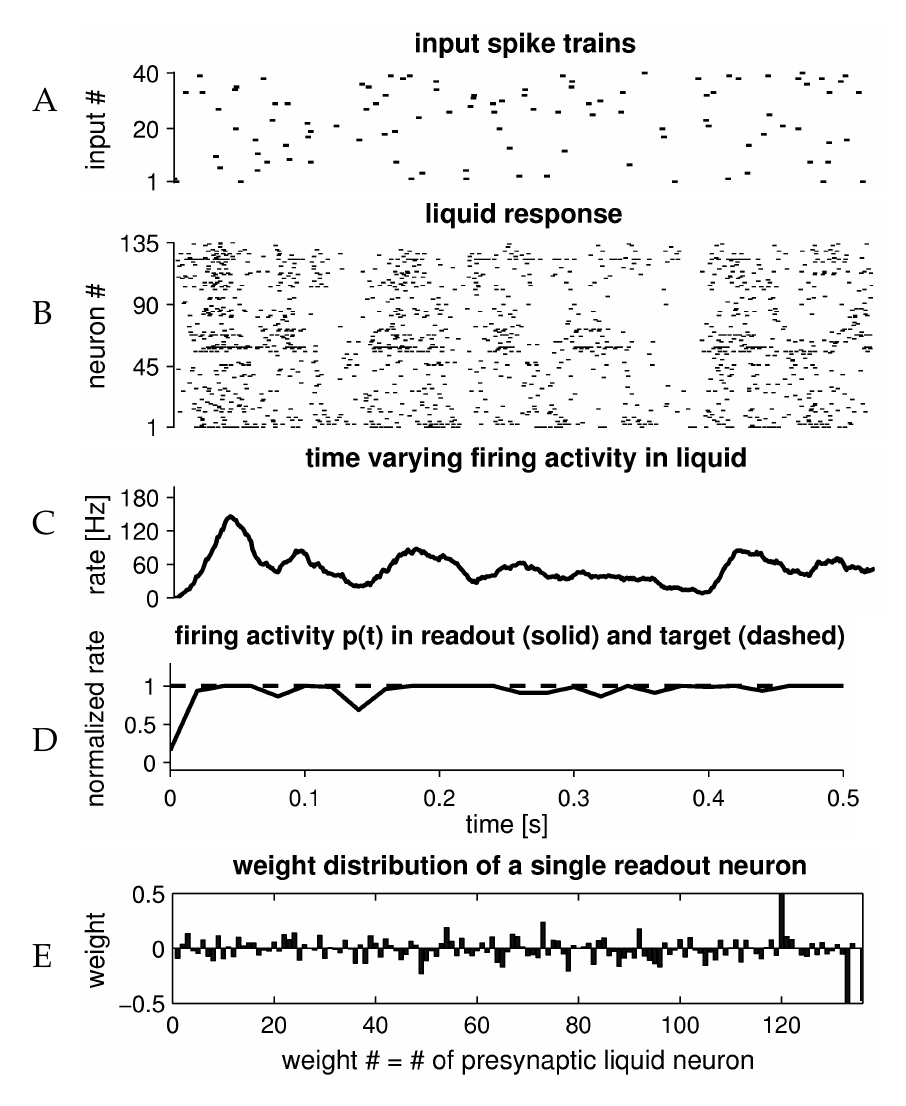 input spike trains
A
input #
40
20
1
liquid response
B
neuron #
135
90
45
1
time varying firing activity in liquid
C
rate [Hz]
180
120
60
0
firing activity p(t) in readout (solid) and target (dashed)
D
normalized rate
1
0.5
0
0 0.1 0.2 0.3 0.4 0.5
time [s]
weight distribution of a single readout neuron
E
weight
0.5
0
−0.5
0 20 40 60 80 100 120
weight # = # of presynaptic liquid neuron